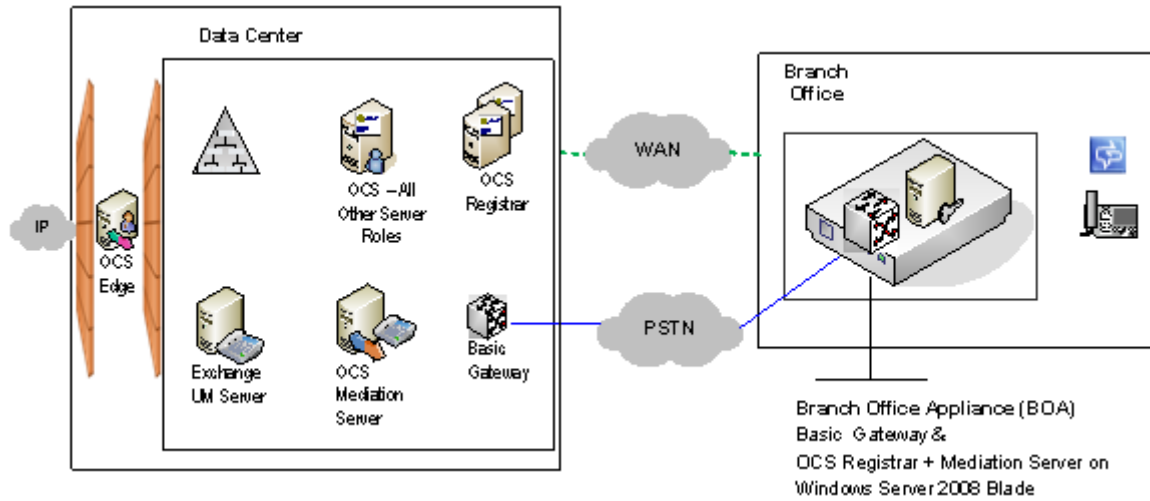 Data Center
Branch
Office
WAN
OCS – All
Other Server
Roles
OCS
Registrar
IP
OCS
Edge
PSTN
Exchange
UM Server
OCS
Mediation
Server
Basic
Gateway
Branch Office Appliance (BOA)
Basic Gateway &
OCS Registrar + Mediation Server on
Windows Server 2008 Blade